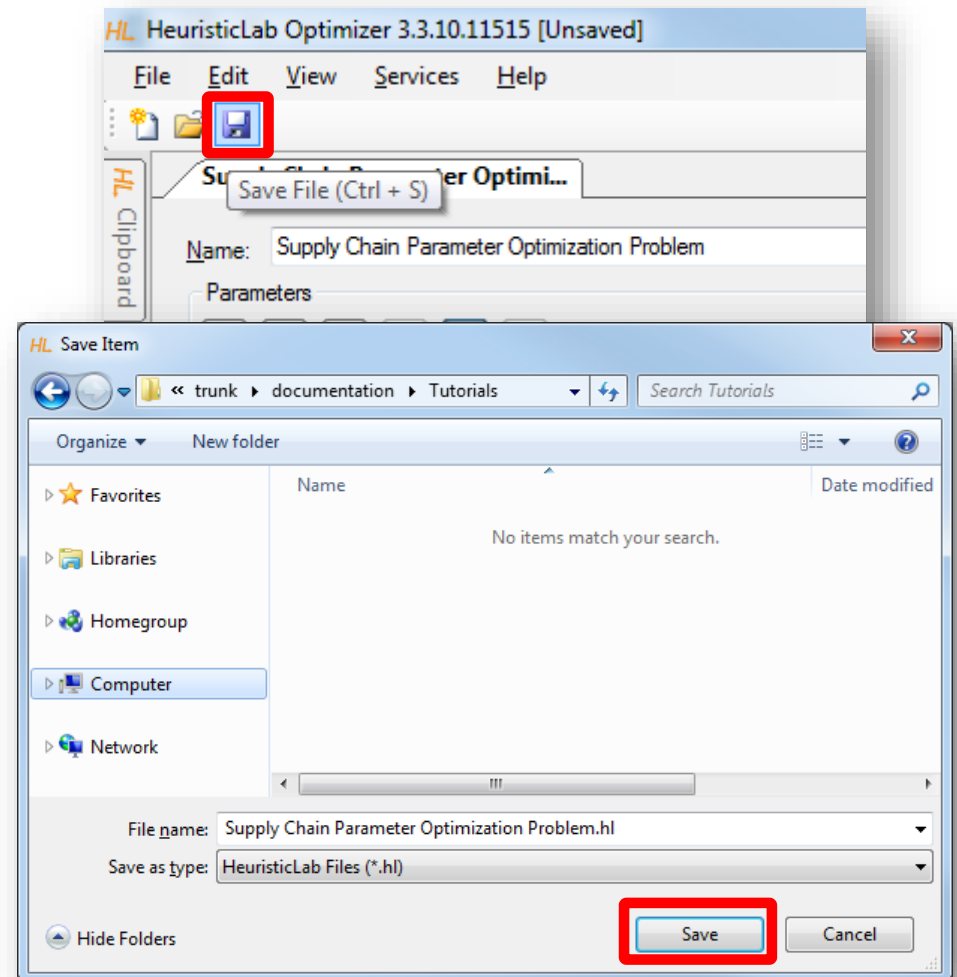 HL HeuristicLab Optimizer 3.3.10.11515 [Unsaved]
File Edit View Services Help
HL Clipboard
Optimi...
Save File (Ctrl + S)
Name: Supply Chain Parameter Optimization Problem
Parameters
HL Save Item
« trunk documentation Tutorials Search Tutorials
Organize New folder
Name Date modified
Favorites
No items match your search.
Libraries
Homegroup
Computer
Network
File name: Supply Chain Parameter Optimization Problem.hl
Save as type: HeuristicLab Files (*.hl)
Hide Folders Save Cancel